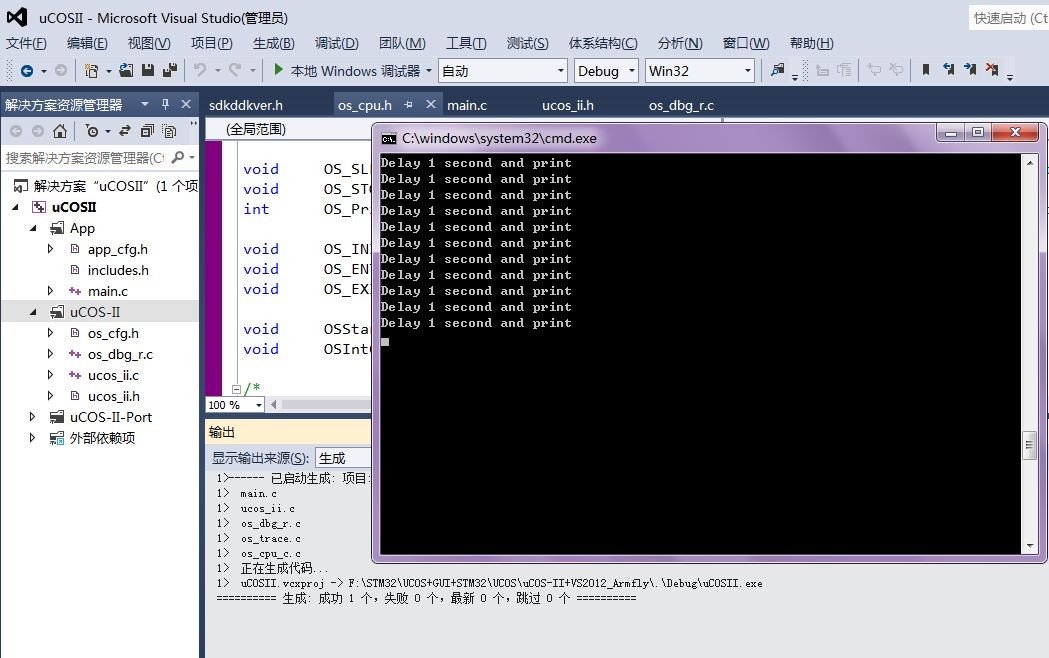 uCOSII - Microsoft Visual Studio(管理员)
快速启动 (Ct
文件(F) 编辑(E) 视图(V) 项目(P) 生成(B) 调试(D) 团队(M) 工具(T) 测试(S) 体系结构(C) 分析(N) 窗口(W) 帮助(H)
本地 Windows 调试器 自动 Debug Win32
解决方案资源管理器
搜索解决方案资源管理器(Ct
解决方案“uCOSII”(1 个项
uCOSII
App
app_cfg.h
includes.h
main.c
uCOS-II
os_cfg.h
os_dbg_r.c
ucos_ii.c
ucos_ii.h
uCOS-II-Port
外部依赖项
sdkddkver.h os_cpu.h main.c ucos_ii.h os_dbg_r.c
(全局范围)
void OS_SL
void OS_STO
int OS_Pr
void OS_INI
void OS_EN
void OS_EX
void OSSta
void OSInt
/*
100 %
C:\windows\system32\cmd.exe
Delay 1 second and print
Delay 1 second and print
Delay 1 second and print
Delay 1 second and print
Delay 1 second and print
Delay 1 second and print
Delay 1 second and print
Delay 1 second and print
Delay 1 second and print
Delay 1 second and print
Delay 1 second and print
输出
显示输出来源(S): 生成
1>------ 已启动生成: 项目:
1> main.c
1> ucos_ii.c
1> os_dbg_r.c
1> os_trace.c
1> os_cpu_c.c
1> 正在生成代码...
1> uCOSII.vcxproj -> F:\STM32\UCOS+GUI+STM32\UCOS\uCOS-II+VS2012_Armfly\.\Debug\uCOSII.exe
========== 生成: 成功 1 个，失败 0 个，最新 0 个，跳过 0 个 ==========